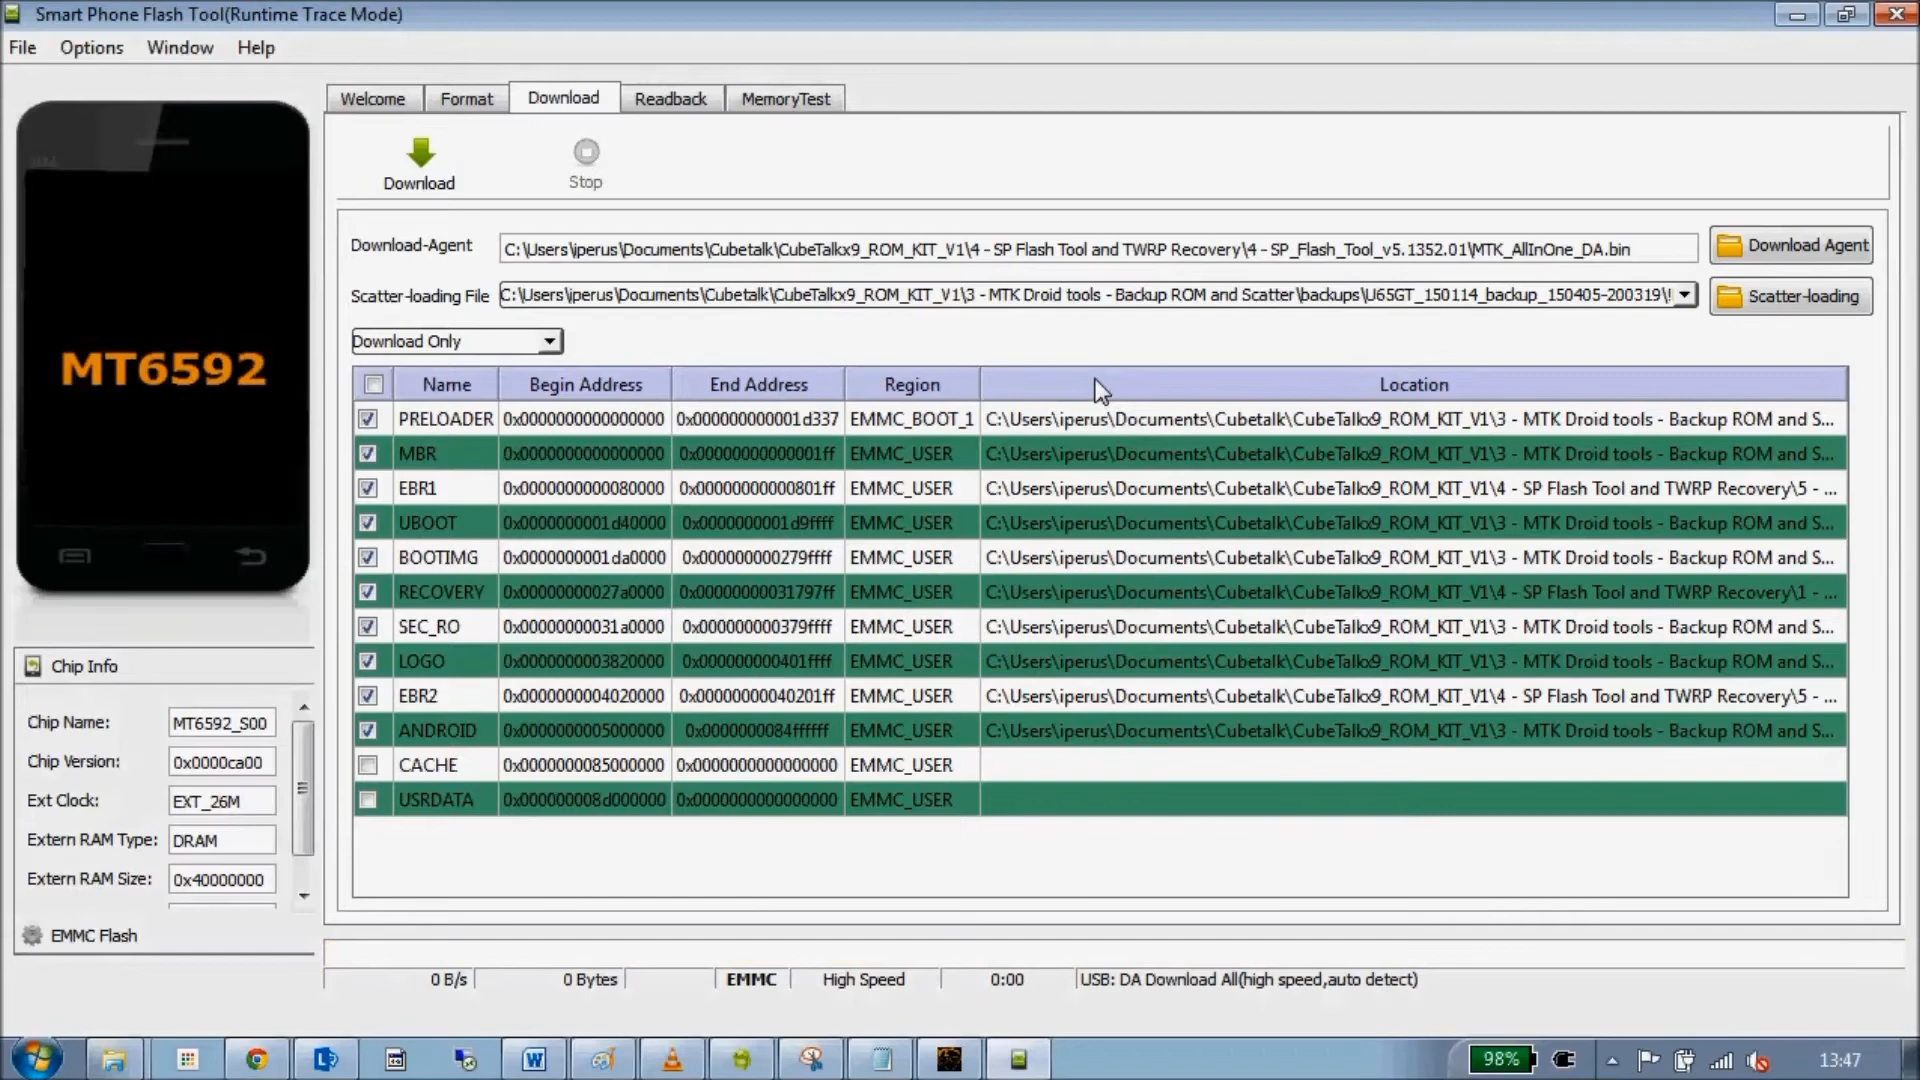 Smart Phone Flash Tool(Runtime Trace Mode)
File Options Window Help
Welcome Format Download Readback MemoryTest
Download Stop
Download-Agent C:\Users\iperus\Documents\Cubetalk\CubeTalkx9_ROM_KIT_V1\4 - SP Flash Tool and TWRP Recovery\4 - SP_Flash_Tool_v5.1352.01\MTK_AllInOne_DA.bin Download Agent
Scatter-loading File C:\Users\iperus\Documents\Cubetalk\CubeTalkx9_ROM_KIT_V1\3 - MTK Droid tools - Backup ROM and Scatter\backups\U65GT_150114_backup_150405-200319\! Scatter-loading
Download Only
MT6592
Name Begin Address End Address Region Location
PRELOADER 0x0000000000000000 0x000000000001d337 EMMC_BOOT_1 C:\Users\iperus\Documents\Cubetalk\CubeTalkx9_ROM_KIT_V1\3 - MTK Droid tools - Backup ROM and S...
MBR 0x0000000000000000 0x00000000000001ff EMMC_USER C:\Users\iperus\Documents\Cubetalk\CubeTalkx9_ROM_KIT_V1\3 - MTK Droid tools - Backup ROM and S...
EBR1 0x0000000000080000 0x00000000000801ff EMMC_USER C:\Users\iperus\Documents\Cubetalk\CubeTalkx9_ROM_KIT_V1\4 - SP Flash Tool and TWRP Recovery\5 - ...
UBOOT 0x0000000001d40000 0x0000000001d9ffff EMMC_USER C:\Users\iperus\Documents\Cubetalk\CubeTalkx9_ROM_KIT_V1\3 - MTK Droid tools - Backup ROM and S...
BOOTIMG 0x0000000001da0000 0x000000000279ffff EMMC_USER C:\Users\iperus\Documents\Cubetalk\CubeTalkx9_ROM_KIT_V1\3 - MTK Droid tools - Backup ROM and S...
RECOVERY 0x00000000027a0000 0x00000000031797ff EMMC_USER C:\Users\iperus\Documents\Cubetalk\CubeTalkx9_ROM_KIT_V1\4 - SP Flash Tool and TWRP Recovery\1 - ...
SEC_RO 0x00000000031a0000 0x000000000379ffff EMMC_USER C:\Users\iperus\Documents\Cubetalk\CubeTalkx9_ROM_KIT_V1\3 - MTK Droid tools - Backup ROM and S...
LOGO 0x0000000003820000 0x000000000401ffff EMMC_USER C:\Users\iperus\Documents\Cubetalk\CubeTalkx9_ROM_KIT_V1\3 - MTK Droid tools - Backup ROM and S...
EBR2 0x0000000004020000 0x00000000040201ff EMMC_USER C:\Users\iperus\Documents\Cubetalk\CubeTalkx9_ROM_KIT_V1\4 - SP Flash Tool and TWRP Recovery\5 - ...
ANDROID 0x0000000005000000 0x0000000084ffffff EMMC_USER C:\Users\iperus\Documents\Cubetalk\CubeTalkx9_ROM_KIT_V1\3 - MTK Droid tools - Backup ROM and S...
CACHE 0x0000000085000000 0x0000000000000000 EMMC_USER
USRDATA 0x000000008d000000 0x0000000000000000 EMMC_USER
Chip Info
Chip Name: MT6592_S00
Chip Version: 0x0000ca00
Ext Clock: EXT_26M
Extern RAM Type: DRAM
Extern RAM Size: 0x40000000
EMMC Flash
0 B/s 0 Bytes EMMC High Speed 0:00 USB: DA Download All(high speed,auto detect)
98% 13:47